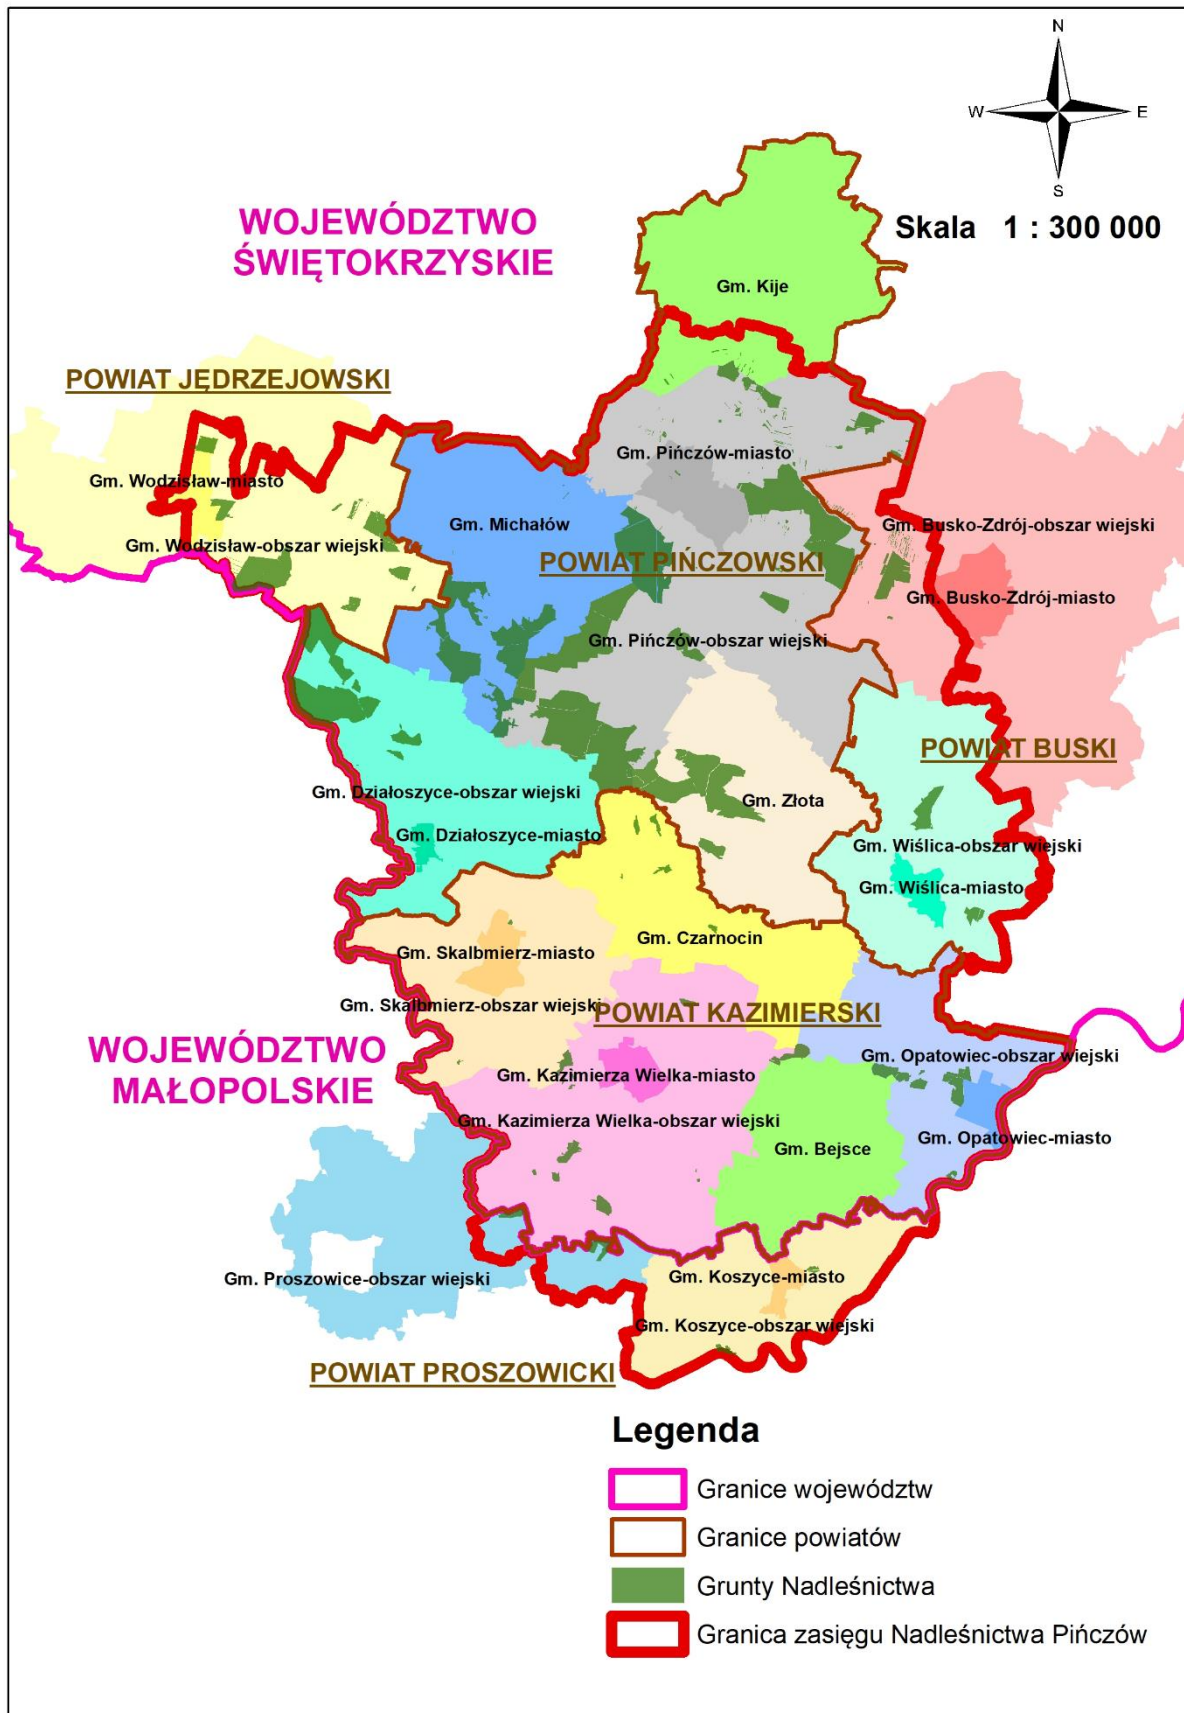 N
W
E
S
Skala 1 : 300 000
WOJEWÓDZTWO
ŚWIĘTOKRZYSKIE
Gm. Kije
POWIAT JĘDRZEJOWSKI
Gm. Pińczów-miasto
Gm. Wodzisław-miasto
Gm. Michałów
Gm. Busko-Zdrój-obszar wiejski
Gm. Wodzisław-obszar wiejski
POWIAT PIŃCZOWSKI
Gm. Busko-Zdrój-miasto
Gm. Pińczów-obszar wiejski
POWIAT BUSKI
Gm. Działoszyce-obszar wiejski
Gm. Złota
Gm. Działoszyce-miasto
Gm. Wiślica-obszar wiejski
Gm. Wiślica-miasto
Gm. Czarnocin
Gm. Skalbmierz-miasto
Gm. Skalbmierz-obszar wiejski
POWIAT KAZIMIERSKI
WOJEWÓDZTWO
MAŁOPOLSKIE
Gm. Opatowiec-obszar wiejski
Gm. Kazimierza Wielka-miasto
Gm. Kazimierza Wielka-obszar wiejski
Gm. Opatowiec-miasto
Gm. Bejsce
Gm. Proszowice-obszar wiejski
Gm. Koszyce-miasto
Gm. Koszyce-obszar wiejski
POWIAT PROSZOWICKI
Legenda
Granice województw
Granice powiatów
Grunty Nadleśnictwa
Granica zasięgu Nadleśnictwa Pińczów